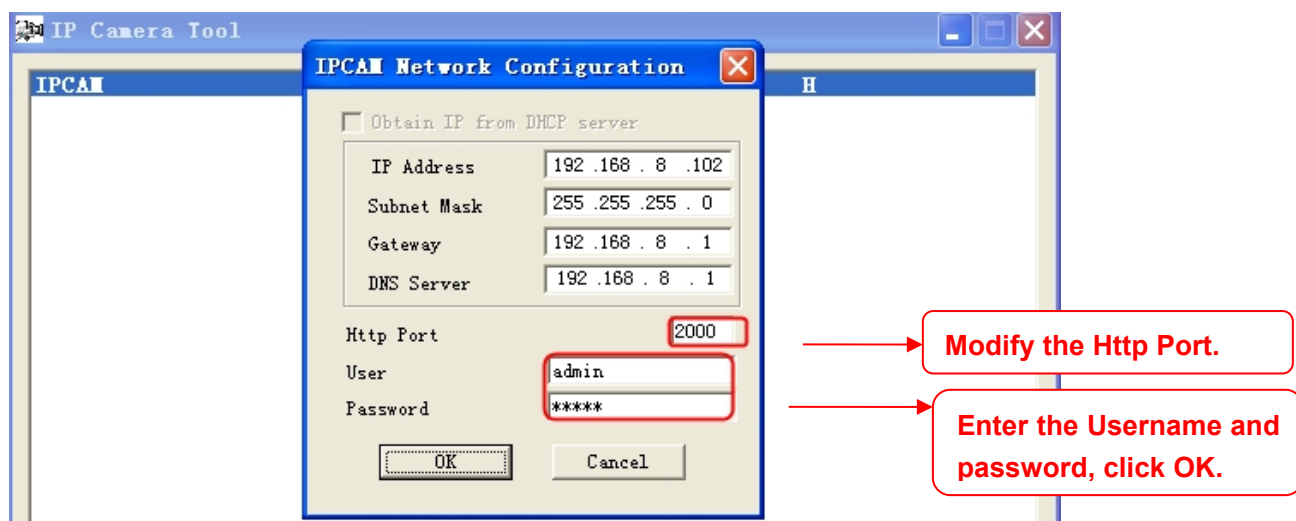 IP Camera Tool
IPCAM Network Configuration
IPCAM
H
Obtain IP from DHCP server
IP Address 192 .168 . 8 .102
Subnet Mask 255 .255 .255 . 0
Gateway 192 .168 . 8 . 1
DNS Server 192 .168 . 8 . 1
Http Port 2000
User admin
Password *****
OK Cancel
Modify the Http Port.
Enter the Username and
password, click OK.